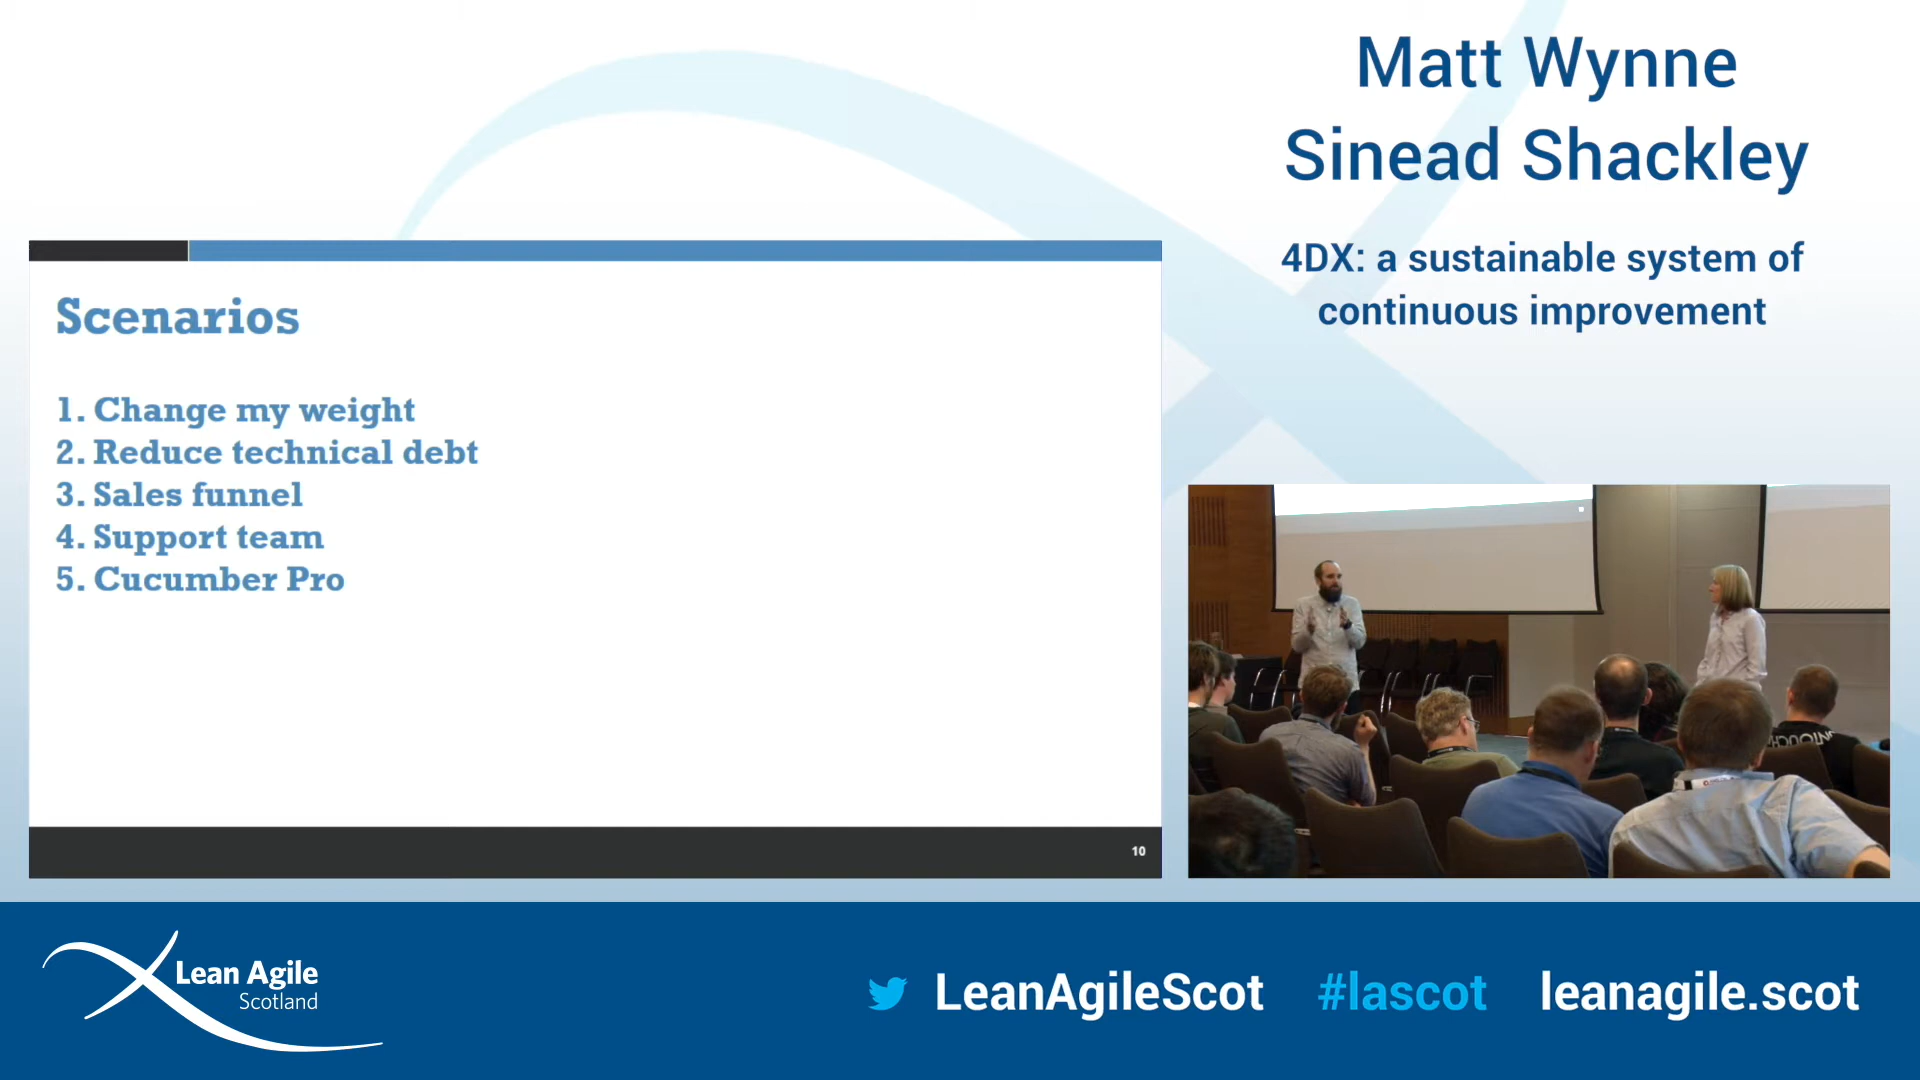 Matt Wynne
Sinead Shackley
4DX: a sustainable system of
continuous improvement
Scenarios
1. Change my weight
2. Reduce technical debt
3. Sales funnel
4. Support team
5. Cucumber Pro
10
Lean Agile
Scotland
LeanAgileScot #lascot leanagile.scot